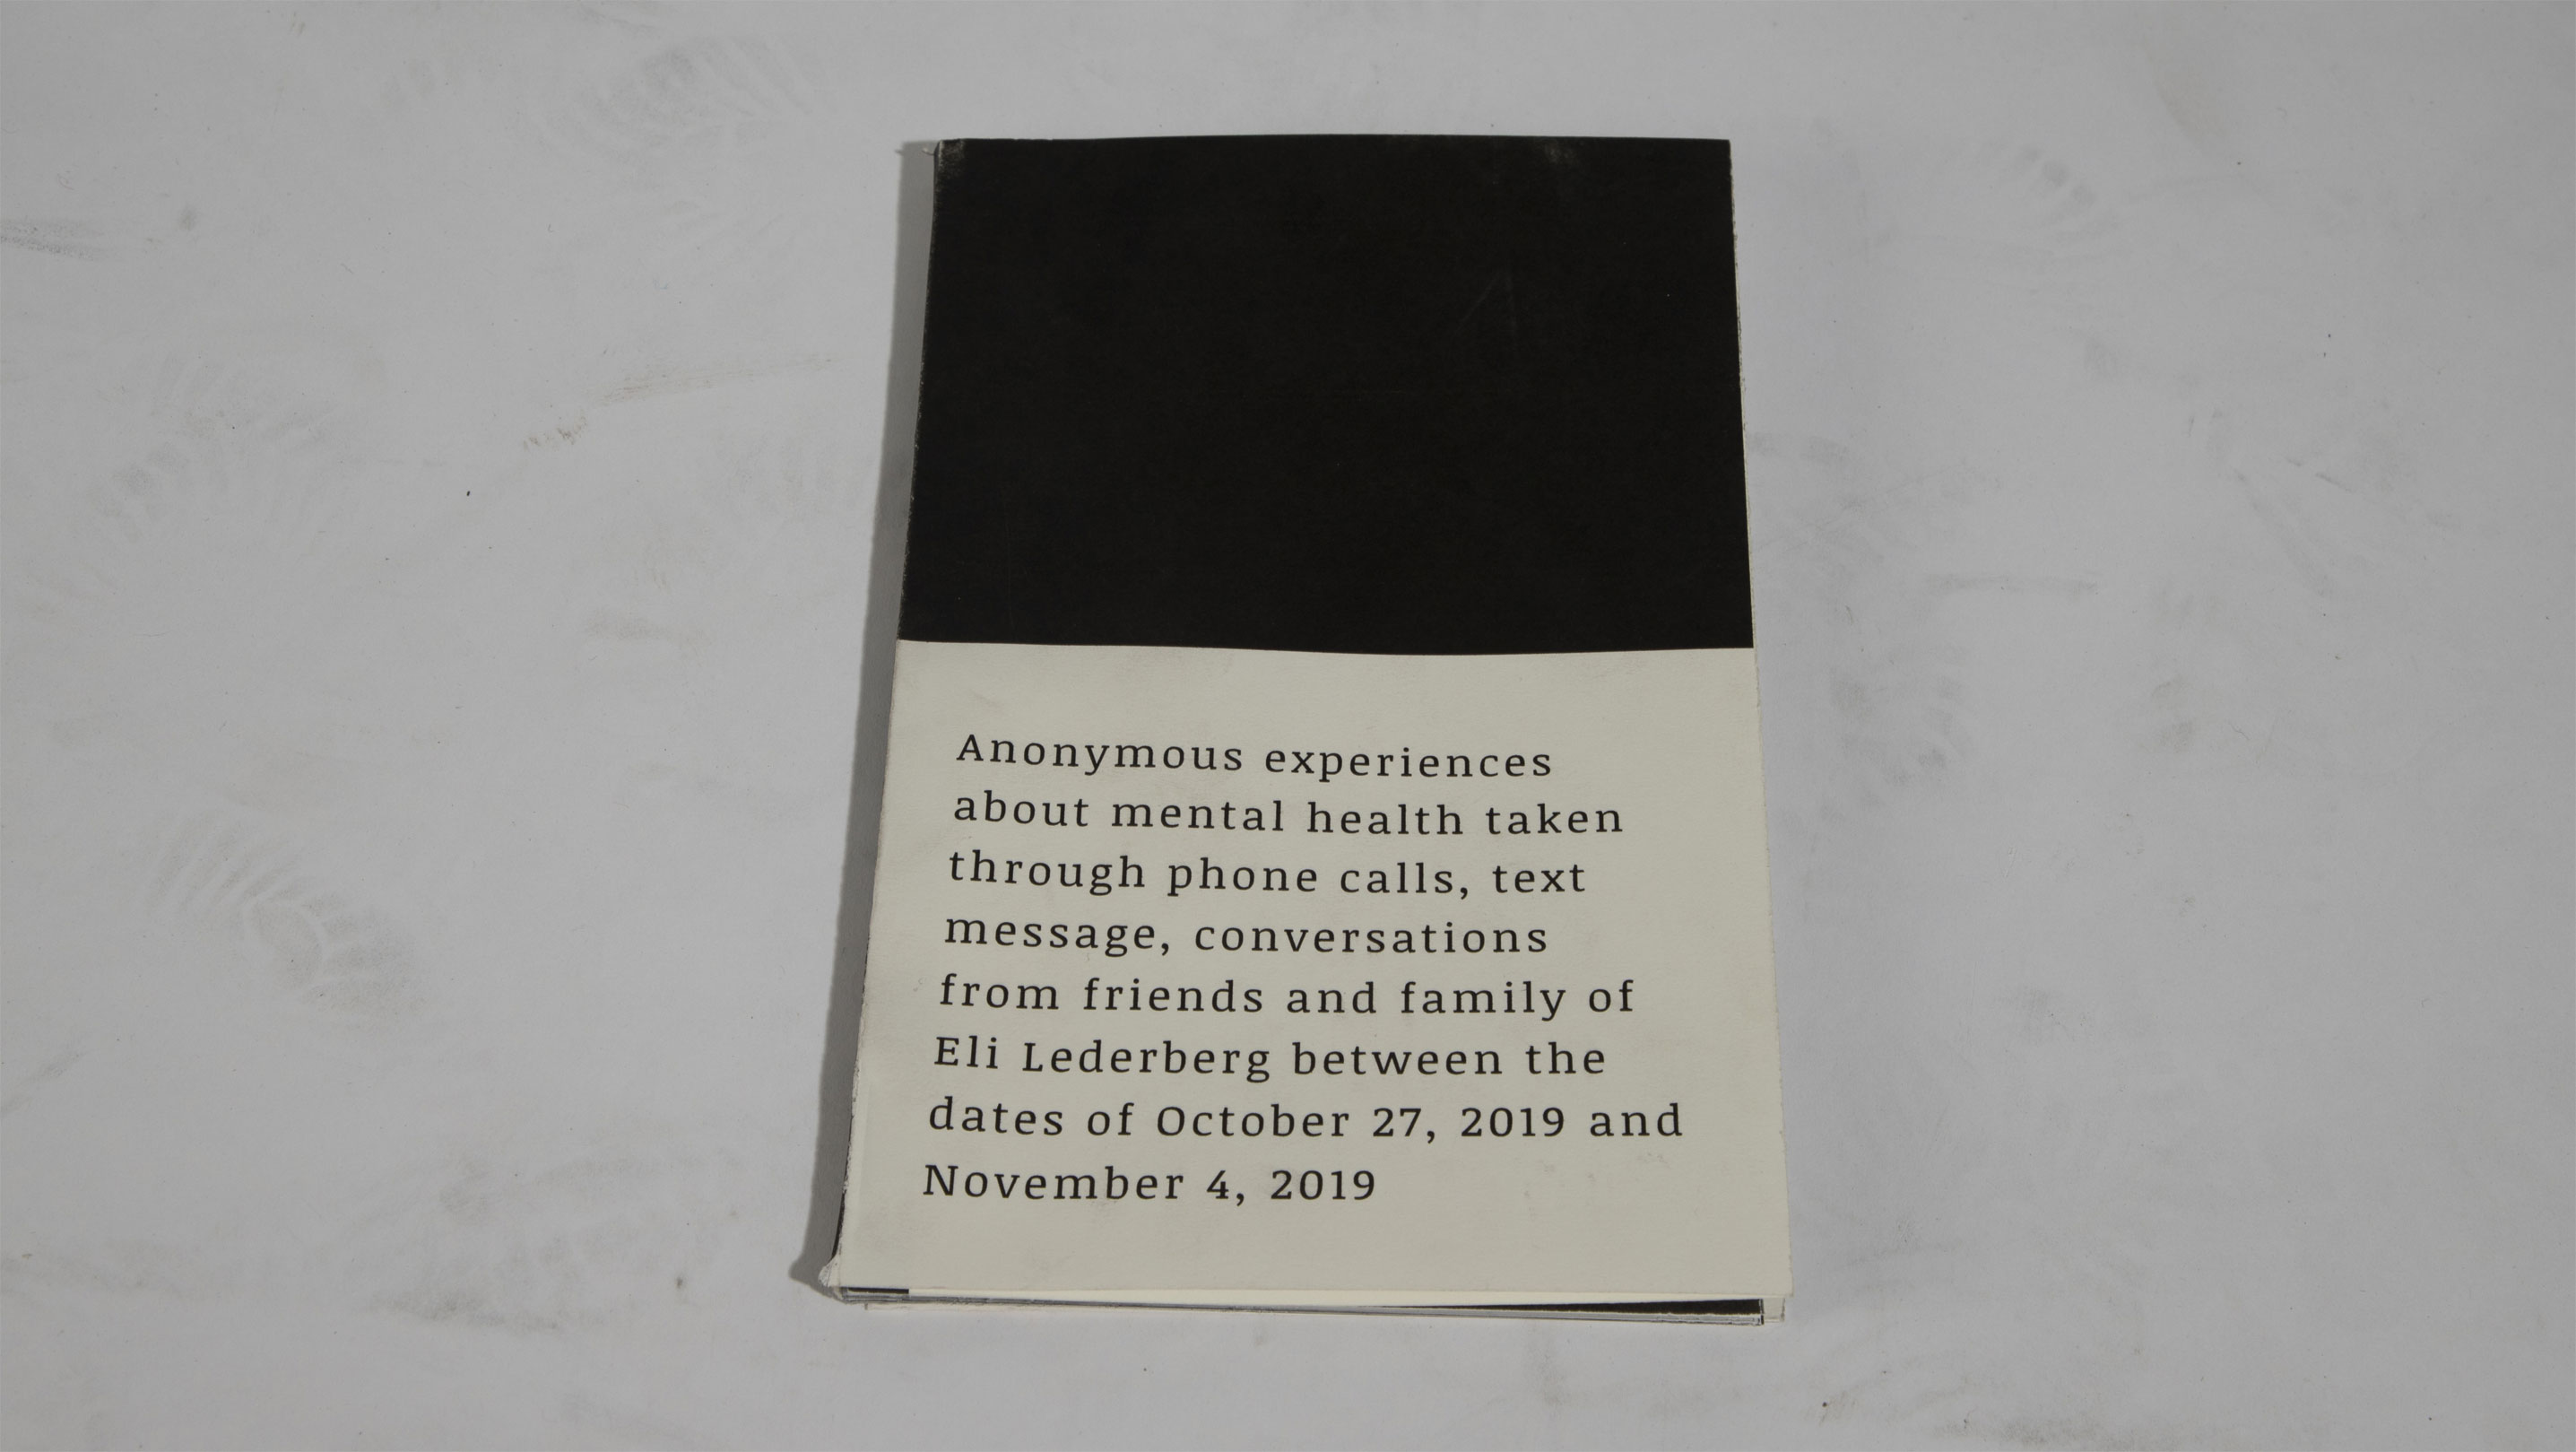 Anonymous experiences
about mental health taken
through phone calls, text
message, conversations
from friends and family of
Eli Lederberg between the
dates of October 27, 2019 and
November 4, 2019